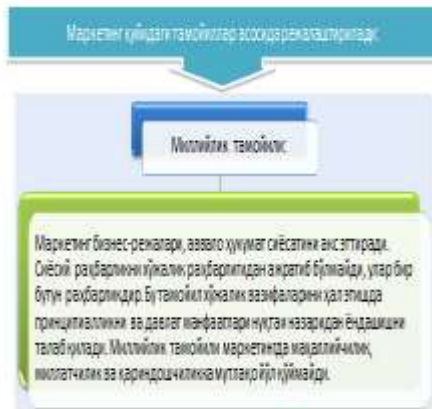 Маркетинг қуйидаги тамойиллар асосида режалаштирилади:
Миллийлик тамойили:
Маркетинг бизнес-режалари, аввало ҳукумат сиёсатини акс эттиради.
Сиёсий раҳбарликни хўжалик раҳбарлигидан ажратиб бўлмайди, улар бир
бутун раҳбарликдир. Бу тамойил хўжалик вазифаларини ҳал этишда
принципиалликни ва давлат манфаатлари нуқтаи назаридан ёндашишни
талаб қилади. Миллийлик тамойили маркетингда маҳаллийчилик,
миллатчилик ва қариндошчиликка мутлақо йўл қўймайди.